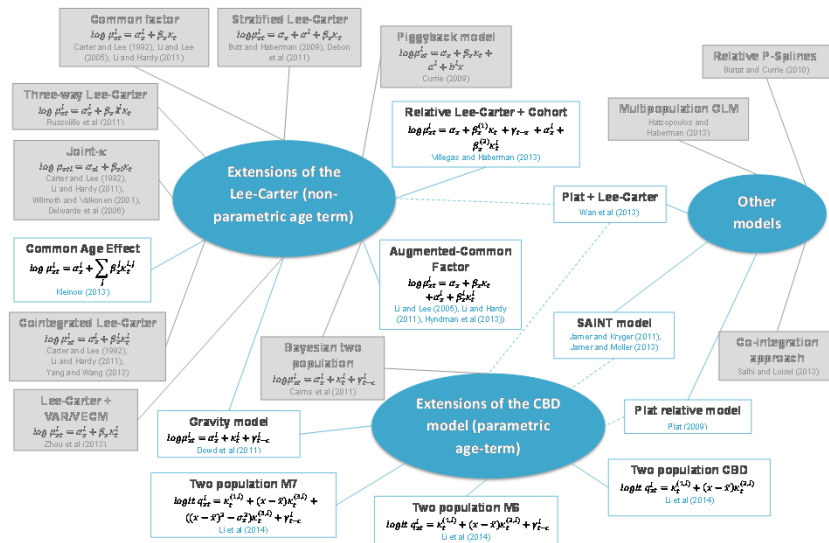 Common factor
log μ^i_xt = α^i_x + β_x κ_t
Carter and Lee (1992), Li and Lee
(2005), Li and Hardy (2011)
Stratified Lee-Carter
log μ^i_xt = α_x + α^i + β_x κ_t
Butt and Haberman (2009), Debon
et al (2011)
Piggyback model
log μ^i_xt = α_x + β_x κ_t +
a^i + b^i x
Currie (2009)
Relative P-Splines
Biatat and Currie (2010)
Three-way Lee-Carter
log μ^i_xt = α^i_x + β_x λ^i κ_t
Russolillo et al (2011)
Relative Lee-Carter + Cohort
log μ^i_xt = α_x + β^(1)_x κ_t + γ_t−x + α^i_x +
β^(2)_x κ^i_t
Villegas and Haberman (2013)
Multipopulation GLM
Hatzopoulos and
Haberman (2013)
Joint-κ
log μ_xti = α_xi + β_xi κ_t
Carter and Lee (1992),
Li and Hardy (2011),
Wilmoth and Valkonen (2001),
Delwarde et al (2006)
Extensions of the
Lee-Carter (non-
parametric age term)
Plat + Lee-Carter
Wan et al (2013)
Other
models
Common Age Effect
log μ^i_xt = α^i_x + ∑_j β^j_x κ^i,j_t
Kleinow (2013)
Augmented-Common
Factor
log μ^i_xt = α_x + β_x κ_t
+α^i_x + β^i_x κ^i_t
Li and Lee (2005), Li and Hardy
(2011), Hyndman et al (2013))
Cointegrated Lee-Carter
log μ^i_xt = α^i_x + β^i_x κ^i_t
Carter and Lee (1992),
Li and Hardy (2011),
Yang and Wang (2013)
SAINT model
Jarner and Kryger (2011),
Jarner and Moller (2013)
Bayesian two
population
log μ^i_xt = α^i_x + κ^i_t + γ^i_t−c
Cairns et al (2011)
Co-integration
approach
Salhi and Loisel (2013)
Lee-Carter +
VAR/VECM
log μ^i_xt = α^i_x + β_x κ^i_t
Zhou et al (2013)
Gravity model
log μ^i_xt = α^i_x + κ^i_t + γ^i_t−c
Dowd et al (2011)
Extensions of the CBD
model (parametric
age-term)
Plat relative model
Plat (2009)
Two population M7
logit q^i_xt = κ^(1,i)_t + (x − x̄)κ^(2,i)_t +
((x − x̄)² − σ²_x)κ^(3,i)_t + γ^i_t−c
Li et al (2014)
Two population M6
logit q^i_xt = κ^(1,i)_t + (x − x̄)κ^(2,i)_t + γ^i_t−c
Li et al (2014)
Two population CBD
logit q^i_xt = κ^(1,i)_t + (x − x̄)κ^(2,i)_t
Li et al (2014)